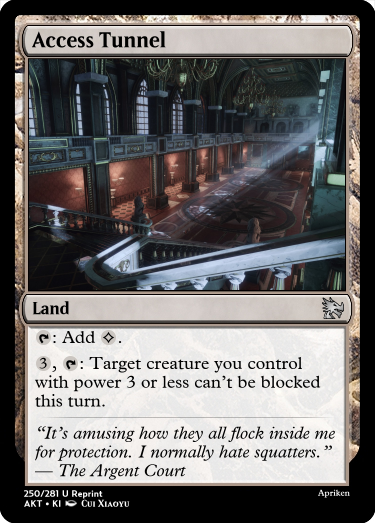 Access Tunnel
Land
: Add .
3, : Target creature you control
with power 3 or less can't be blocked
this turn.
“It's amusing how they all flock inside me
for protection. I normally hate squatters.”
— The Argent Court
250/281 U Reprint
Apriken
AKT • KI Cui Xiaoyu